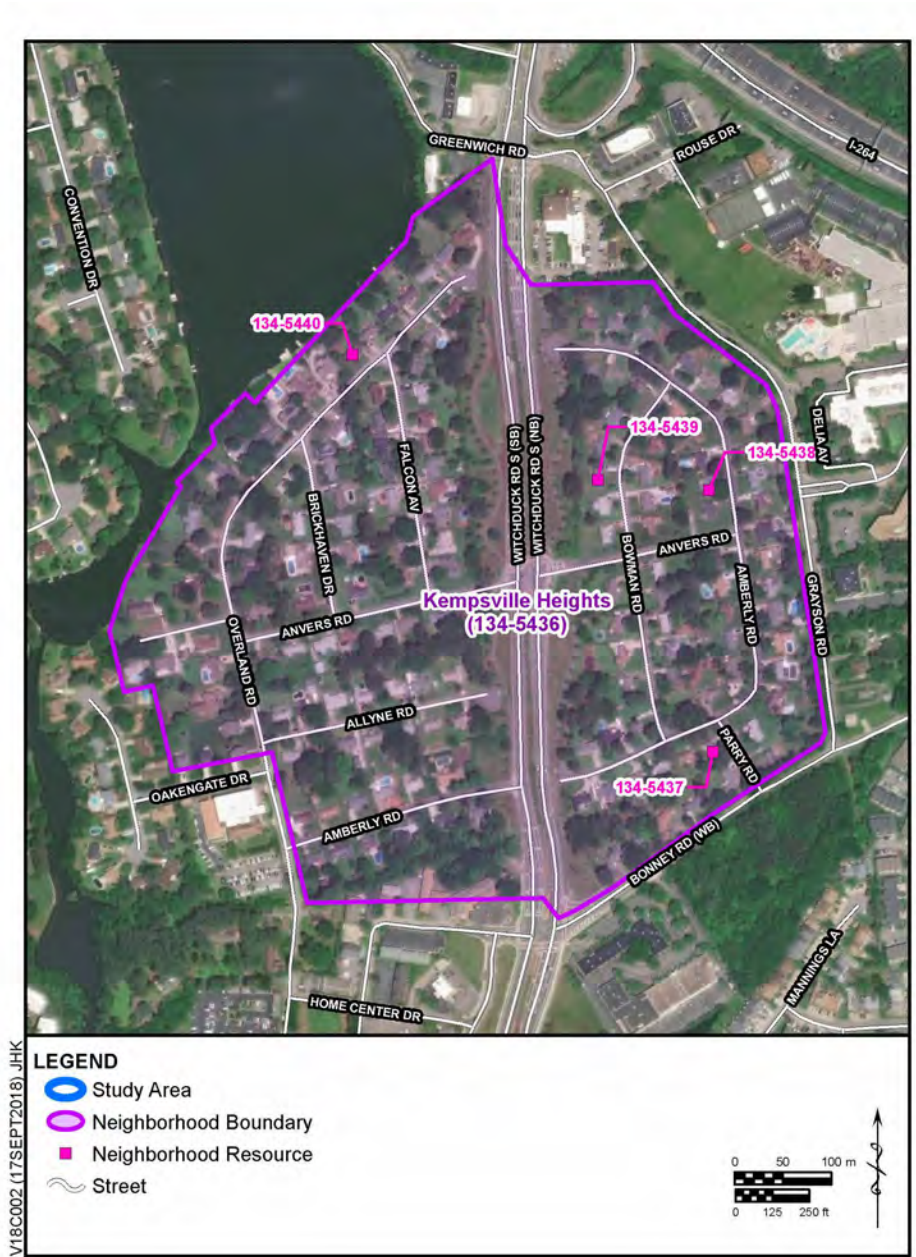 GREENWICH RD
ROUSE DR
I-264
CONVENTION DR
134-5440
134-5439
134-5438
DELIA AV
FALCON AV
WITCHDUCK RD S (SB)
WITCHDUCK RD S (NB)
BRICKHAVEN DR
BOWMAN RD
ANVERS RD
AMBERLY RD
GRAYSON RD
Kempsville Heights
(134-5436)
ANVERS RD
OVERLAND RD
ALLYNE RD
PARRY RD
OAKENGATE DR
134-5437
AMBERLY RD
BONNEY RD (WB)
MANNINGS LA
HOME CENTER DR
V18C002 (17SEPT2018) JHK
LEGEND
Study Area
Neighborhood Boundary
Neighborhood Resource
Street
0 50 100 m
0 125 250 ft